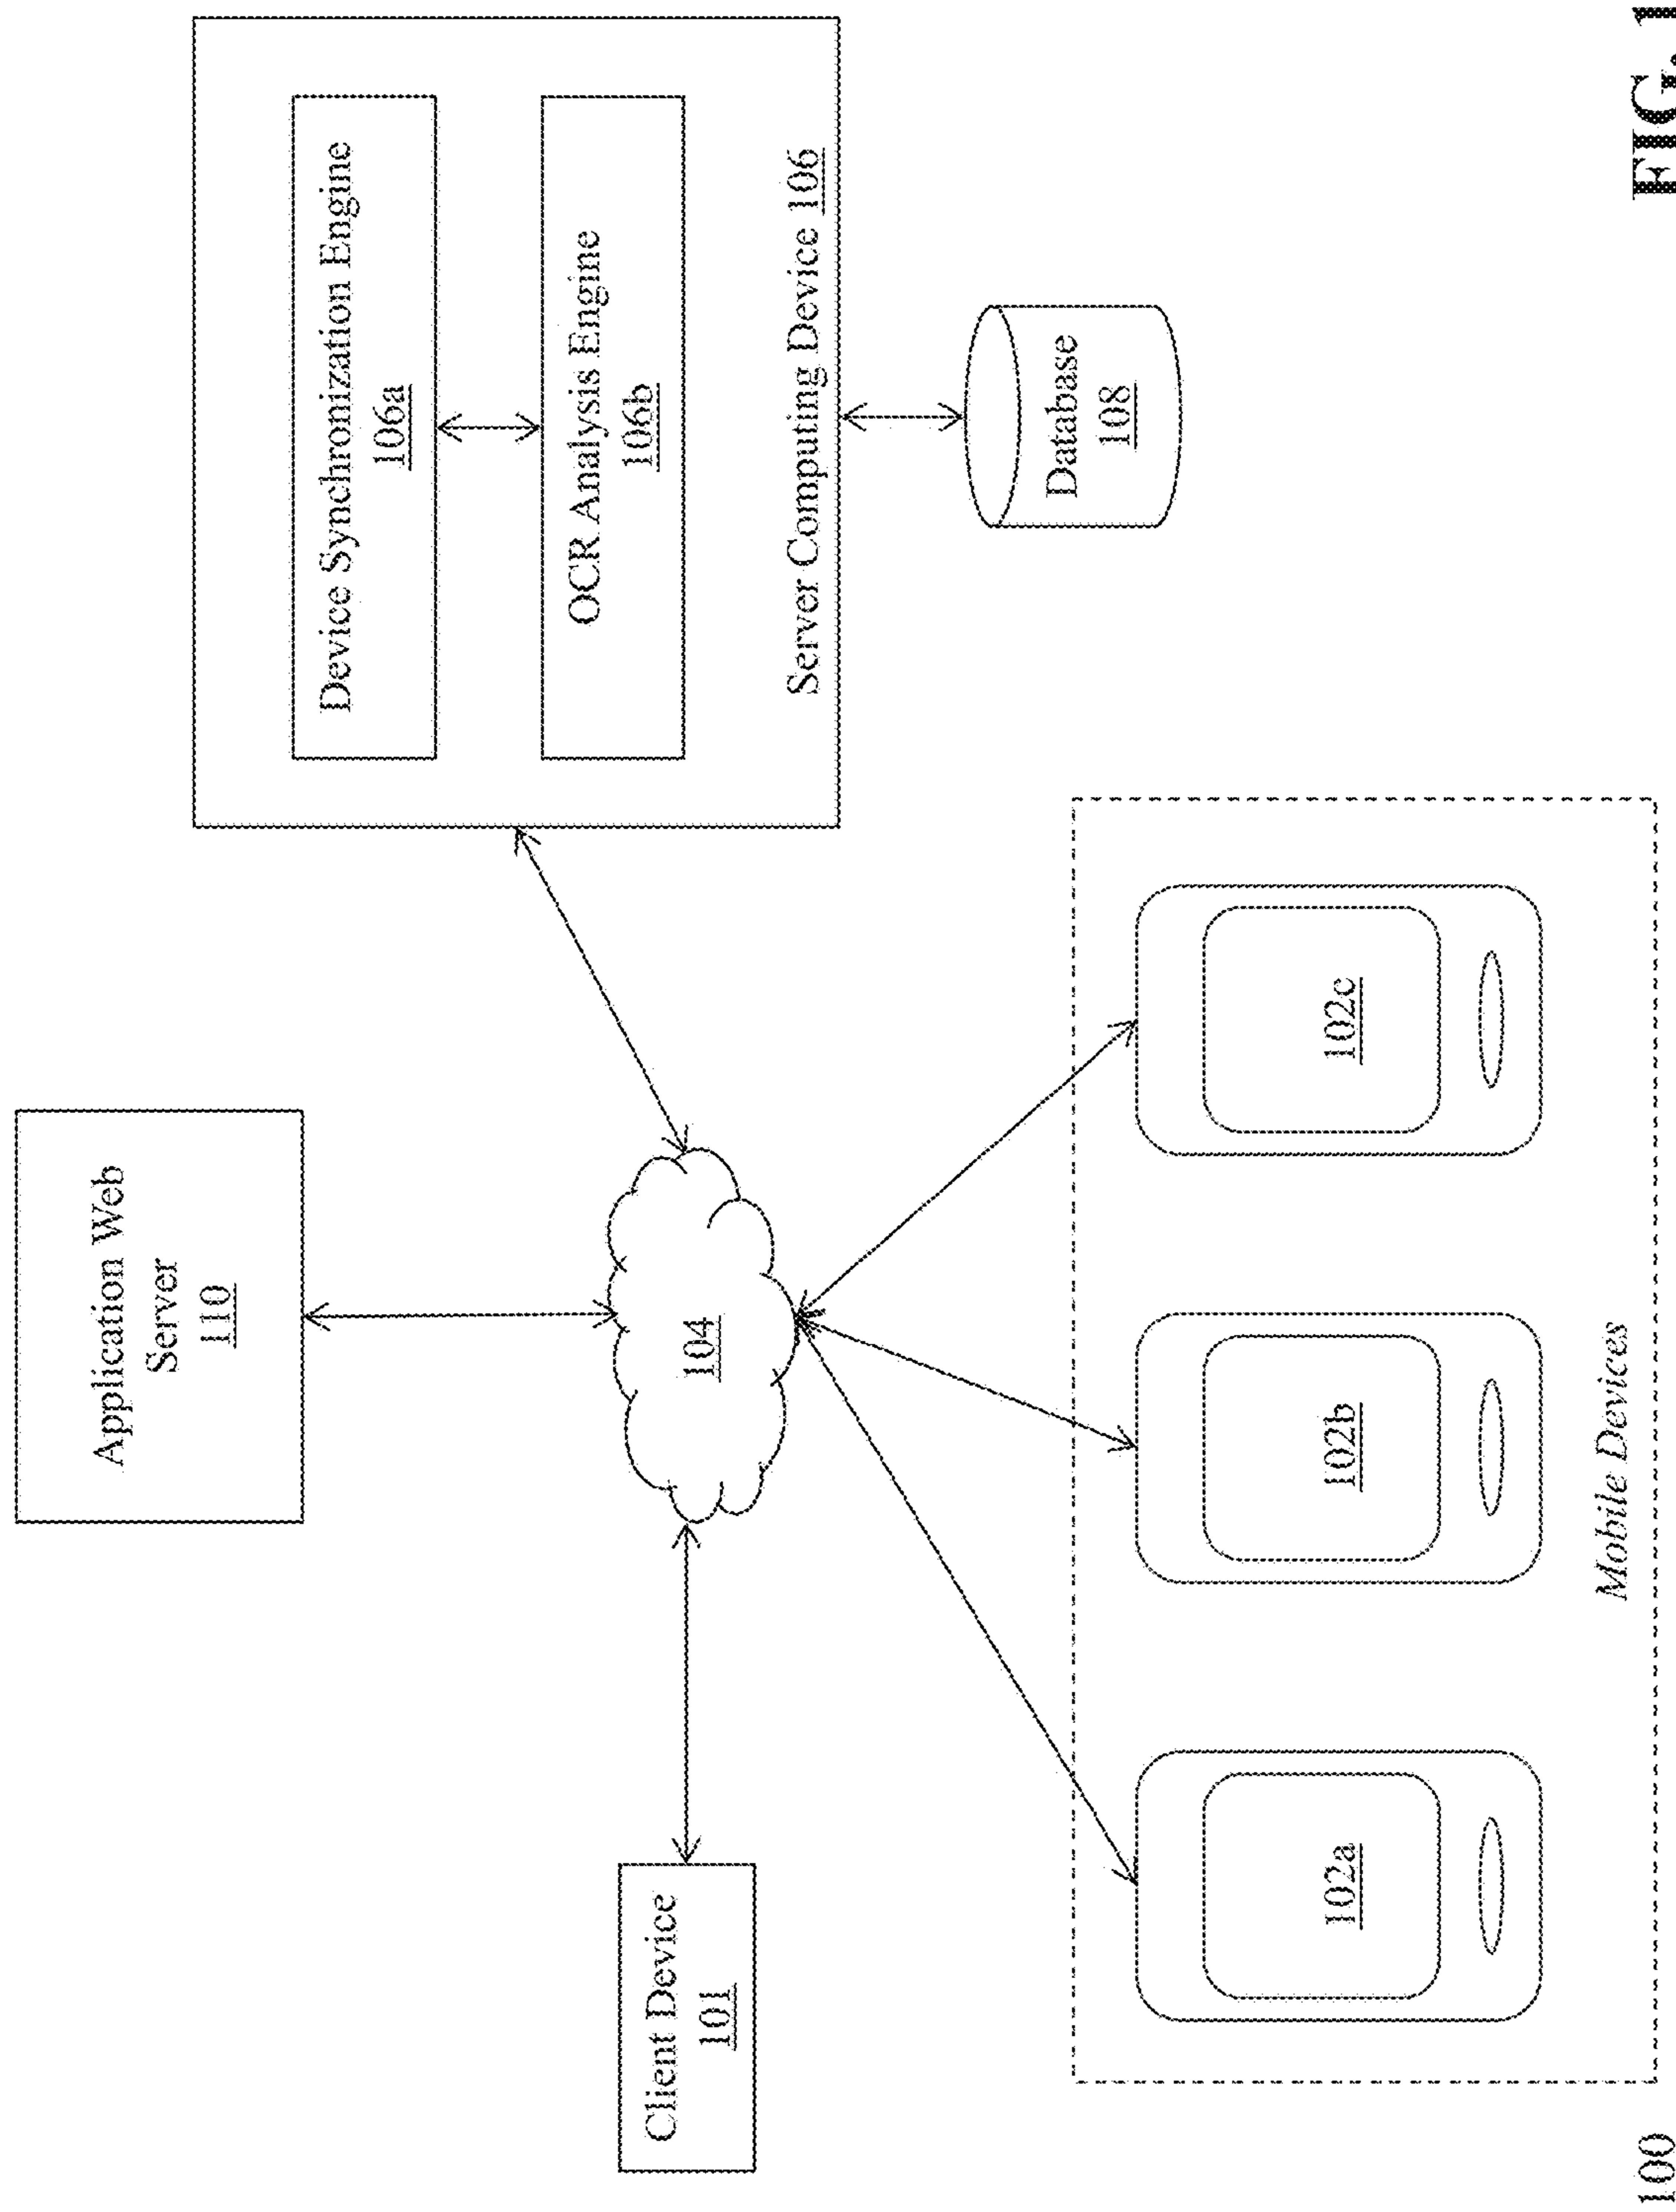 Application Web
Server
110
Device Synchronization Engine
106a
OCR Analysis Engine
106b
Server Computing Device 106
Client Device
101
104
Database
108
102a
102b
102c
Mobile Devices
100
FIG. 1